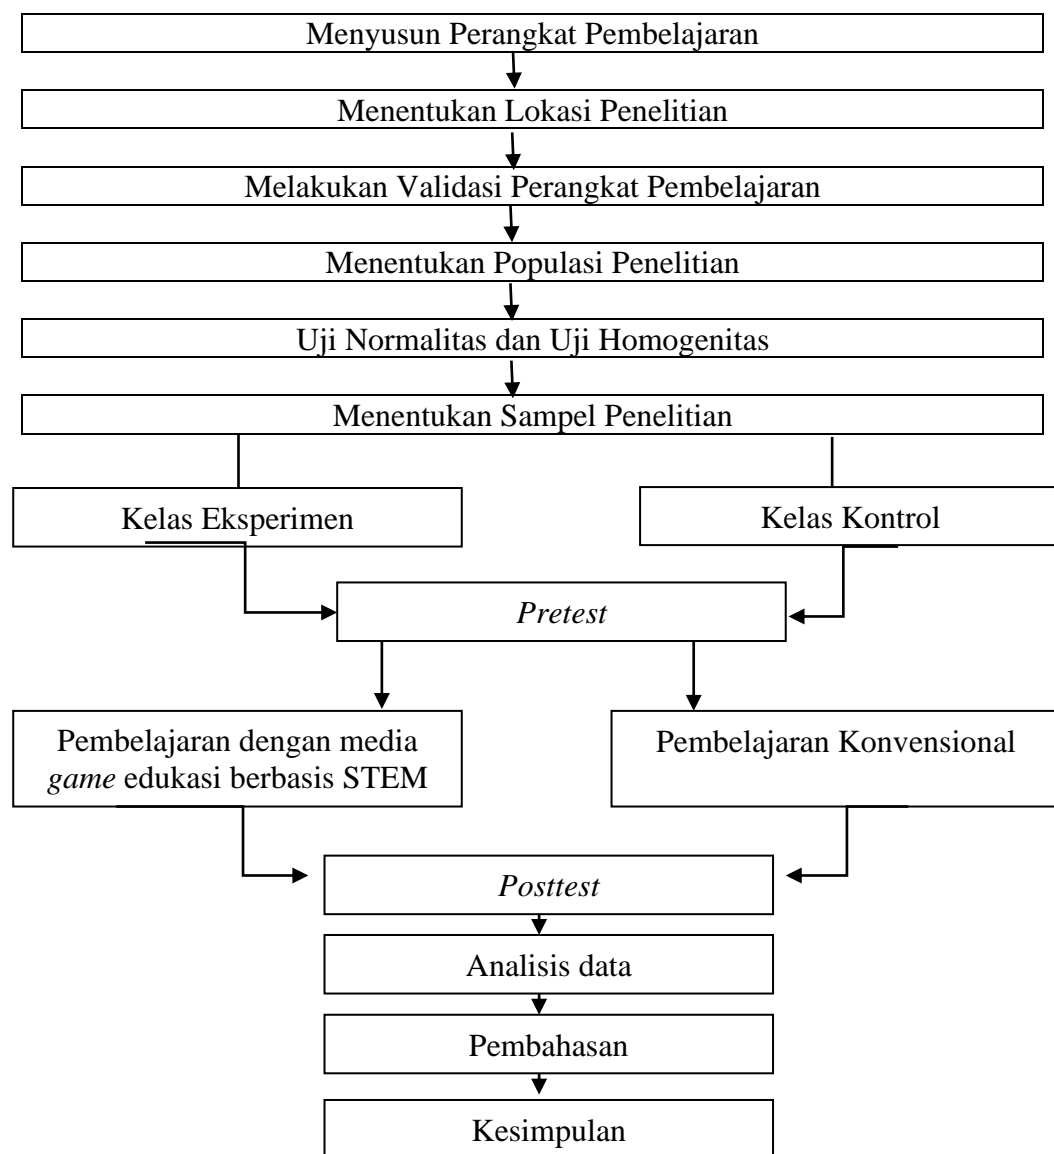 Menyusun Perangkat Pembelajaran
Menentukan Lokasi Penelitian
Melakukan Validasi Perangkat Pembelajaran
Menentukan Populasi Penelitian
Uji Normalitas dan Uji Homogenitas
Menentukan Sampel Penelitian
Kelas Eksperimen
Kelas Kontrol
Pretest
Pembelajaran dengan media
game edukasi berbasis STEM
Pembelajaran Konvensional
Posttest
Analisis data
Pembahasan
Kesimpulan